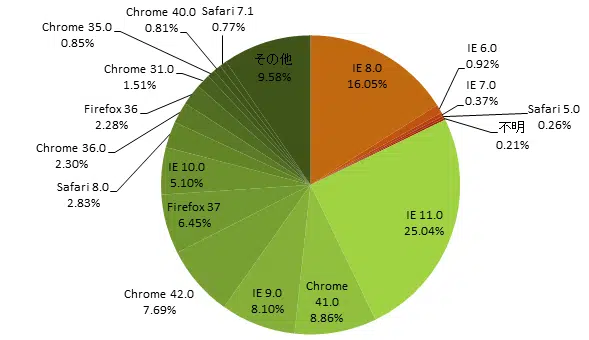 IE 8.0
16.05%
IE 6.0
0.92%
IE 7.0
0.37%
Safari 5.0
0.26%
不明
0.21%
IE 11.0
25.04%
Chrome
41.0
8.86%
IE 9.0
8.10%
Chrome 42.0
7.69%
Firefox 37
6.45%
IE 10.0
5.10%
Safari 8.0
2.83%
Chrome 36.0
2.30%
Firefox 36
2.28%
Chrome 31.0
1.51%
Chrome 35.0
0.85%
Chrome 40.0
0.81%
Safari 7.1
0.77%
その他
9.58%